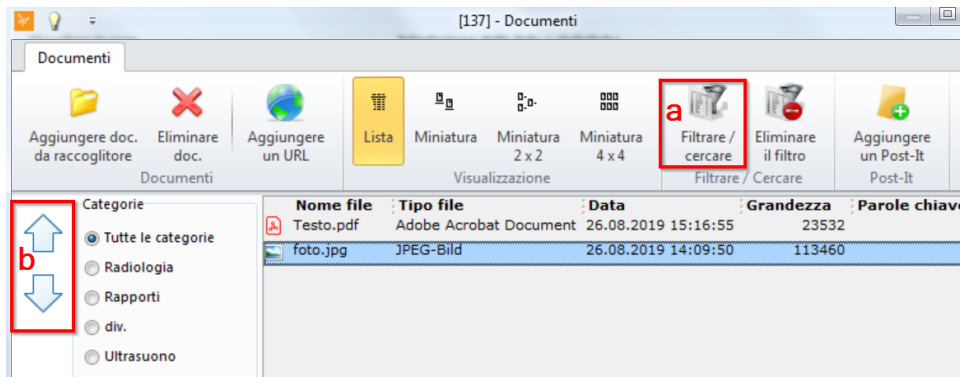 [137] - Documenti
Documenti
Aggiungere doc.
da raccoglitore
Eliminare
doc.
Aggiungere
un URL
Lista
Miniatura
Miniatura
2 x 2
Miniatura
4 x 4
a
Filtrare /
cercare
Eliminare
il filtro
Aggiungere
un Post-It
Documenti
Visualizzazione
Filtrare / Cercare
Post-It
b
Categorie
Tutte le categorie
Radiologia
Rapporti
div.
Ultrasuono
Nome file Tipo file Data Grandezza Parole chiave
Testo.pdf Adobe Acrobat Document 26.08.2019 15:16:55 23532
foto.jpg JPEG-Bild 26.08.2019 14:09:50 113460